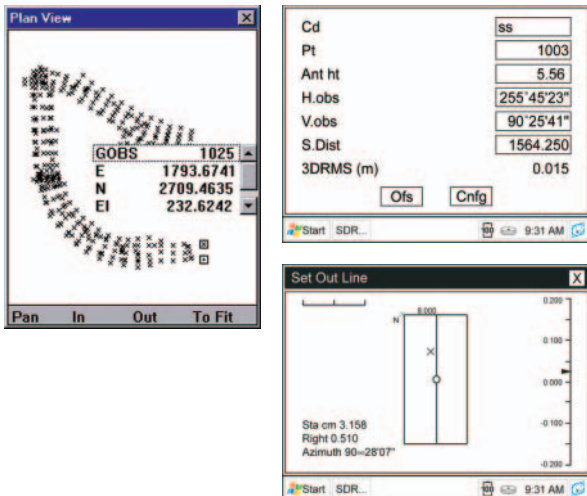 Plan View
GOBS 1025
E 1793.6741
N 2709.4635
El 232.6242
Pan In Out To Fit
Cd ss
Pt 1003
Ant ht 5.56
H.obs 255°45'23"
V.obs 90°25'41"
S.Dist 1564.250
3DRMS (m) 0.015
Ofs Cnfg
Start SDR... 9:31 AM
Set Out Line X
8.000
N
0.200
0.100
0.000
-0.100
-0.200
Sta cm 3.158
Right 0.510
Azimuth 90∞28'07"
Start SDR... 9:31 AM